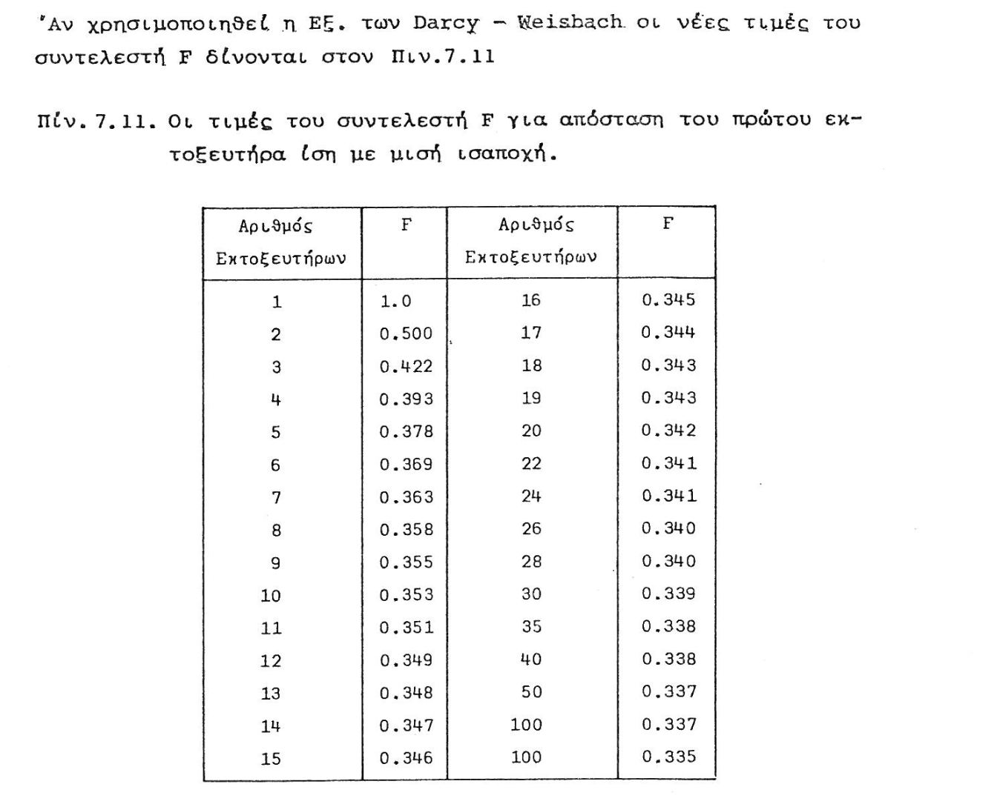 'Αν χρησιμοποιηθεί η Εξ. των Darcy - Weisbach οι νέες τιμές του
συντελεστή F δίνονται στον Πιν.7.11
Πίν. 7.11. Οι τιμές του συντελεστή F για απόσταση του πρώτου εκ-
τοξευτήρα ίση με μισή ισαποχή.
Αριθμός F Αριθμός F
Εκτοξευτήρων Εκτοξευτήρων
1 1.0 16 0.345
2 0.500 17 0.344
3 0.422 18 0.343
4 0.393 19 0.343
5 0.378 20 0.342
6 0.369 22 0.341
7 0.363 24 0.341
8 0.358 26 0.340
9 0.355 28 0.340
10 0.353 30 0.339
11 0.351 35 0.338
12 0.349 40 0.338
13 0.348 50 0.337
14 0.347 100 0.337
15 0.346 100 0.335